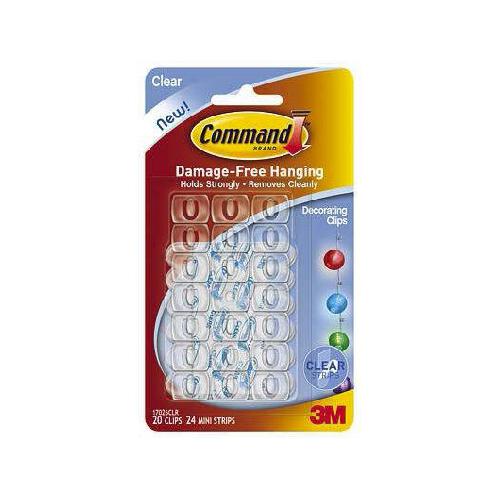 Clear
New!
Command
BRAND
Damage-Free Hanging
Holds Strongly • Removes Cleanly
Decorating
Clips
CLEAR
STRIPS
17026CLR
20 CLIPS 24 MINI STRIPS
3M